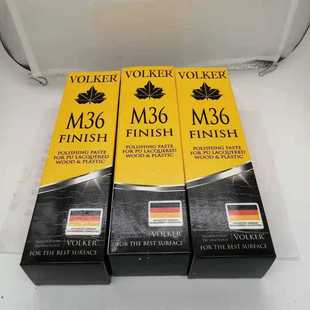 VOLKER
M36
FINISH
POLISHING PASTE
FOR PU LACQUERED
WOOD & PLASTIC
VOLKER
FOR THE BEST SURFACE
VOLKER
M36
FINISH
POLISHING PASTE
FOR PU LACQUERED
WOOD & PLASTIC
VOLKER
FOR THE BEST SURFACE
VOLKER
M36
FINISH
POLISHING PASTE
FOR PU LACQUERED
WOOD & PLASTIC
VOLKER
FOR THE BEST SURFACE